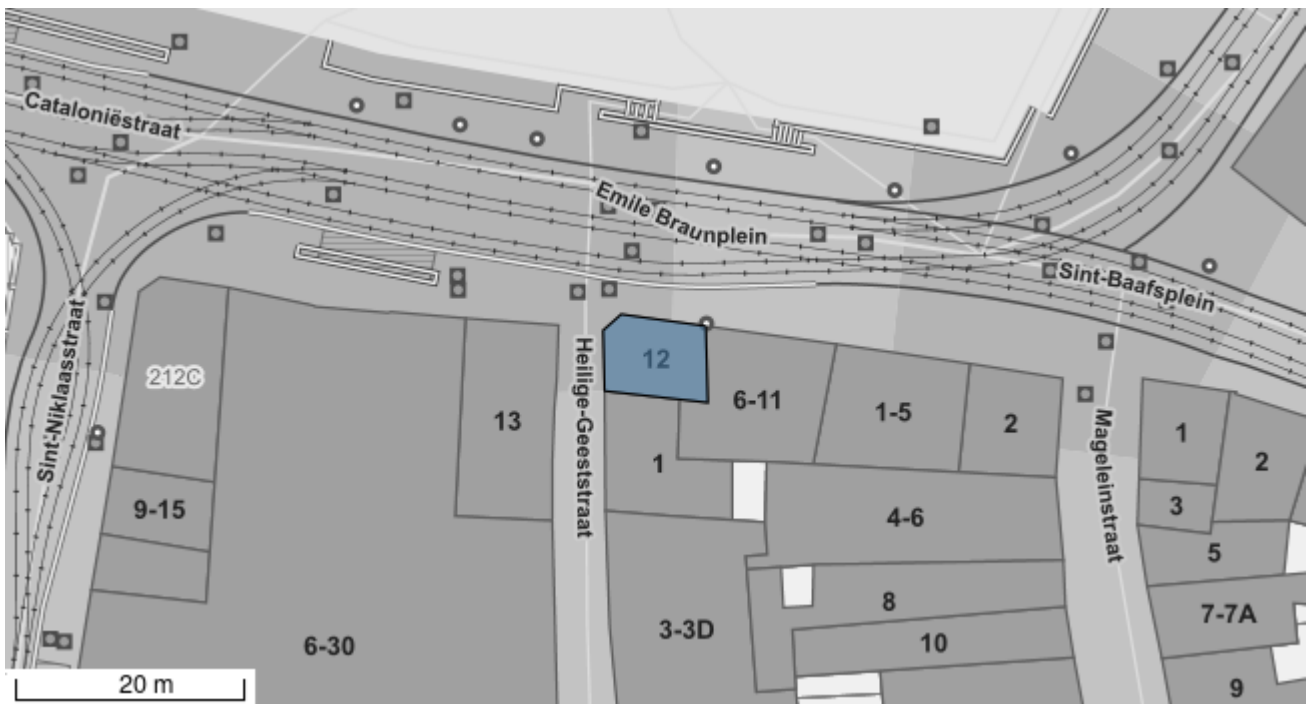 Cataloniëstraat
Emile Braunplein
Sint-Baafsplein
Sint-Niklaasstraat
212C
Heilige-Geeststraat
12
6-11
1-5
2
13
1
Mageleinstraat
1
2
3
9-15
4-6
5
8
7-7A
3-3D
10
6-30
9
20 m